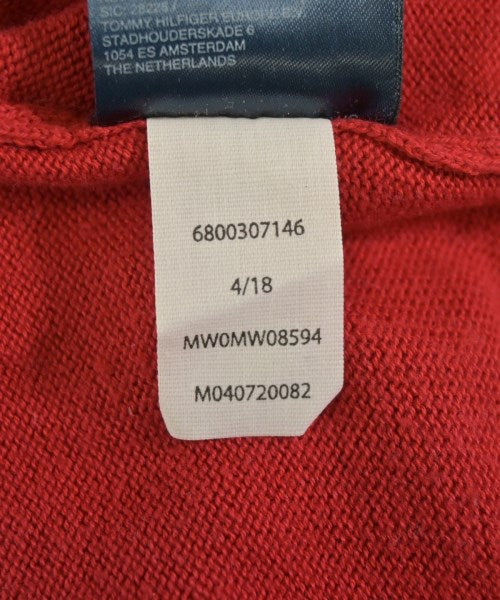 TOMMY HILFIGER EUROPE B.V.
STADHOUDERSKADE 6
1054 ES AMSTERDAM
THE NETHERLANDS
6800307146
4/18
MW0MW08594
M040720082